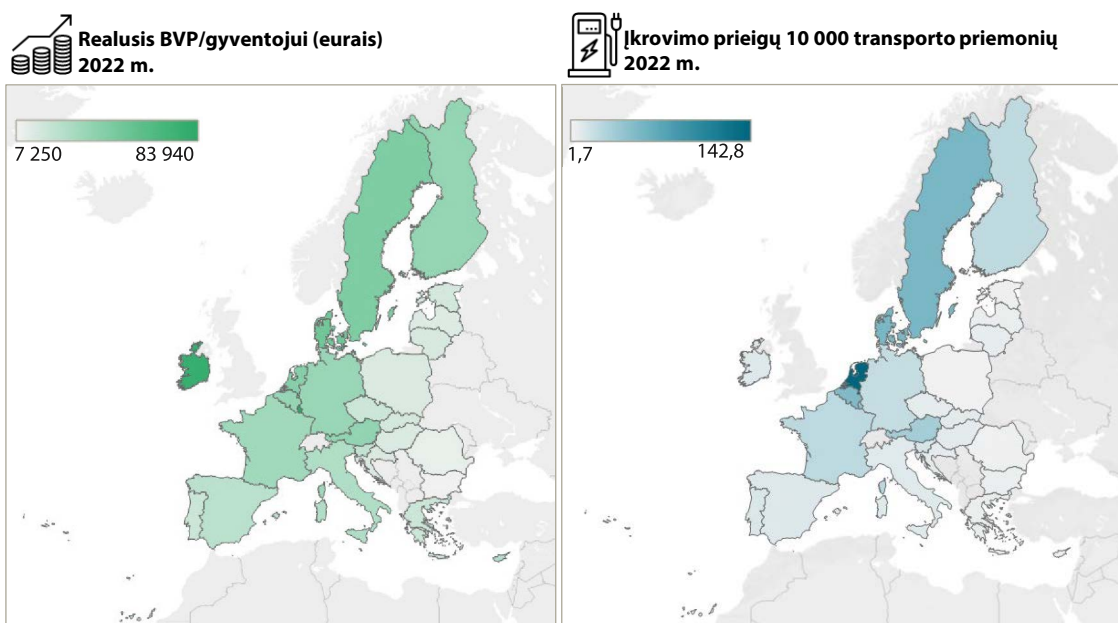 Realusis BVP/gyventojui (eurais)
2022 m.
7 250
83 940
Įkrovimo prieigų 10 000 transporto priemonių
2022 m.
1,7
142,8